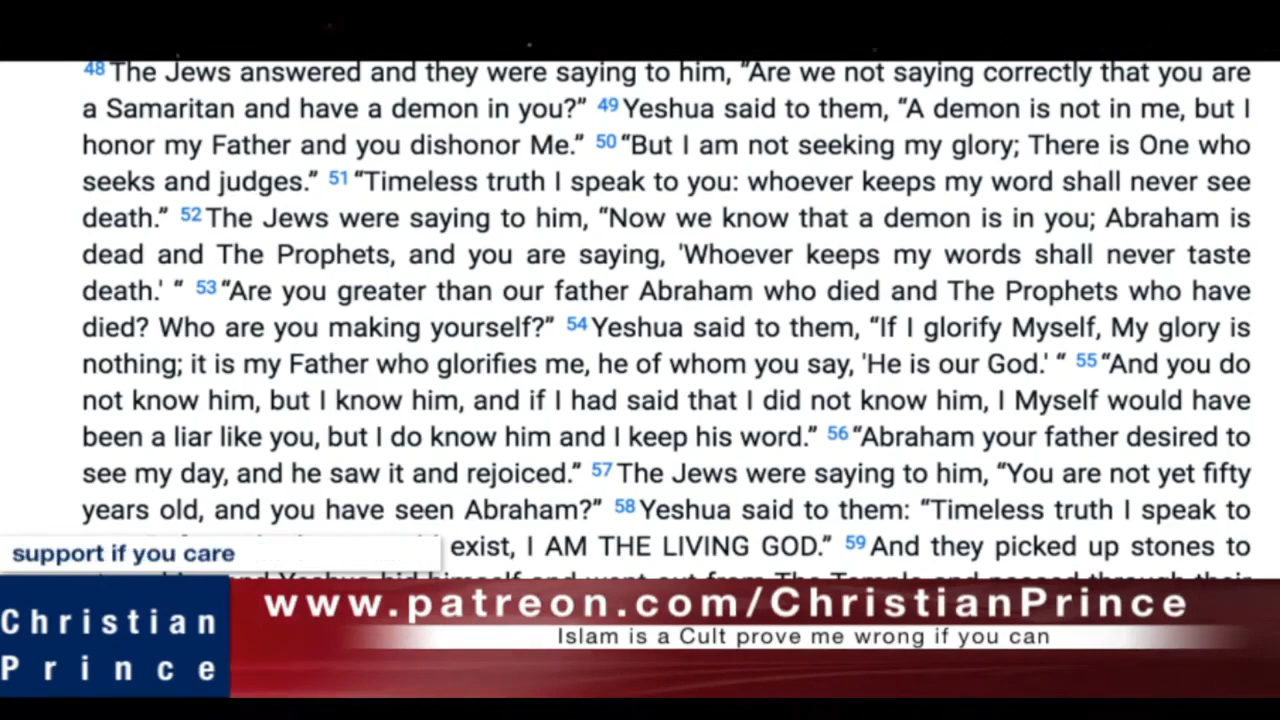 48 The Jews answered and they were saying to him, “Are we not saying correctly that you are
a Samaritan and have a demon in you?” 49 Yeshua said to them, “A demon is not in me, but I
honor my Father and you dishonor Me.” 50 “But I am not seeking my glory; There is One who
seeks and judges.” 51 “Timeless truth I speak to you: whoever keeps my word shall never see
death.” 52 The Jews were saying to him, “Now we know that a demon is in you; Abraham is
dead and The Prophets, and you are saying, 'Whoever keeps my words shall never taste
death.' “ 53 “Are you greater than our father Abraham who died and The Prophets who have
died? Who are you making yourself?” 54 Yeshua said to them, “If I glorify Myself, My glory is
nothing; it is my Father who glorifies me, he of whom you say, 'He is our God.' “ 55 “And you do
not know him, but I know him, and if I had said that I did not know him, I Myself would have
been a liar like you, but I do know him and I keep his word.” 56 “Abraham your father desired to
see my day, and he saw it and rejoiced.” 57 The Jews were saying to him, “You are not yet fifty
years old, and you have seen Abraham?” 58 Yeshua said to them: “Timeless truth I speak to
exist, I AM THE LIVING GOD.” 59 And they picked up stones to
support if you care
Christian
Prince
www.patreon.com/ChristianPrince
Islam is a Cult prove me wrong if you can